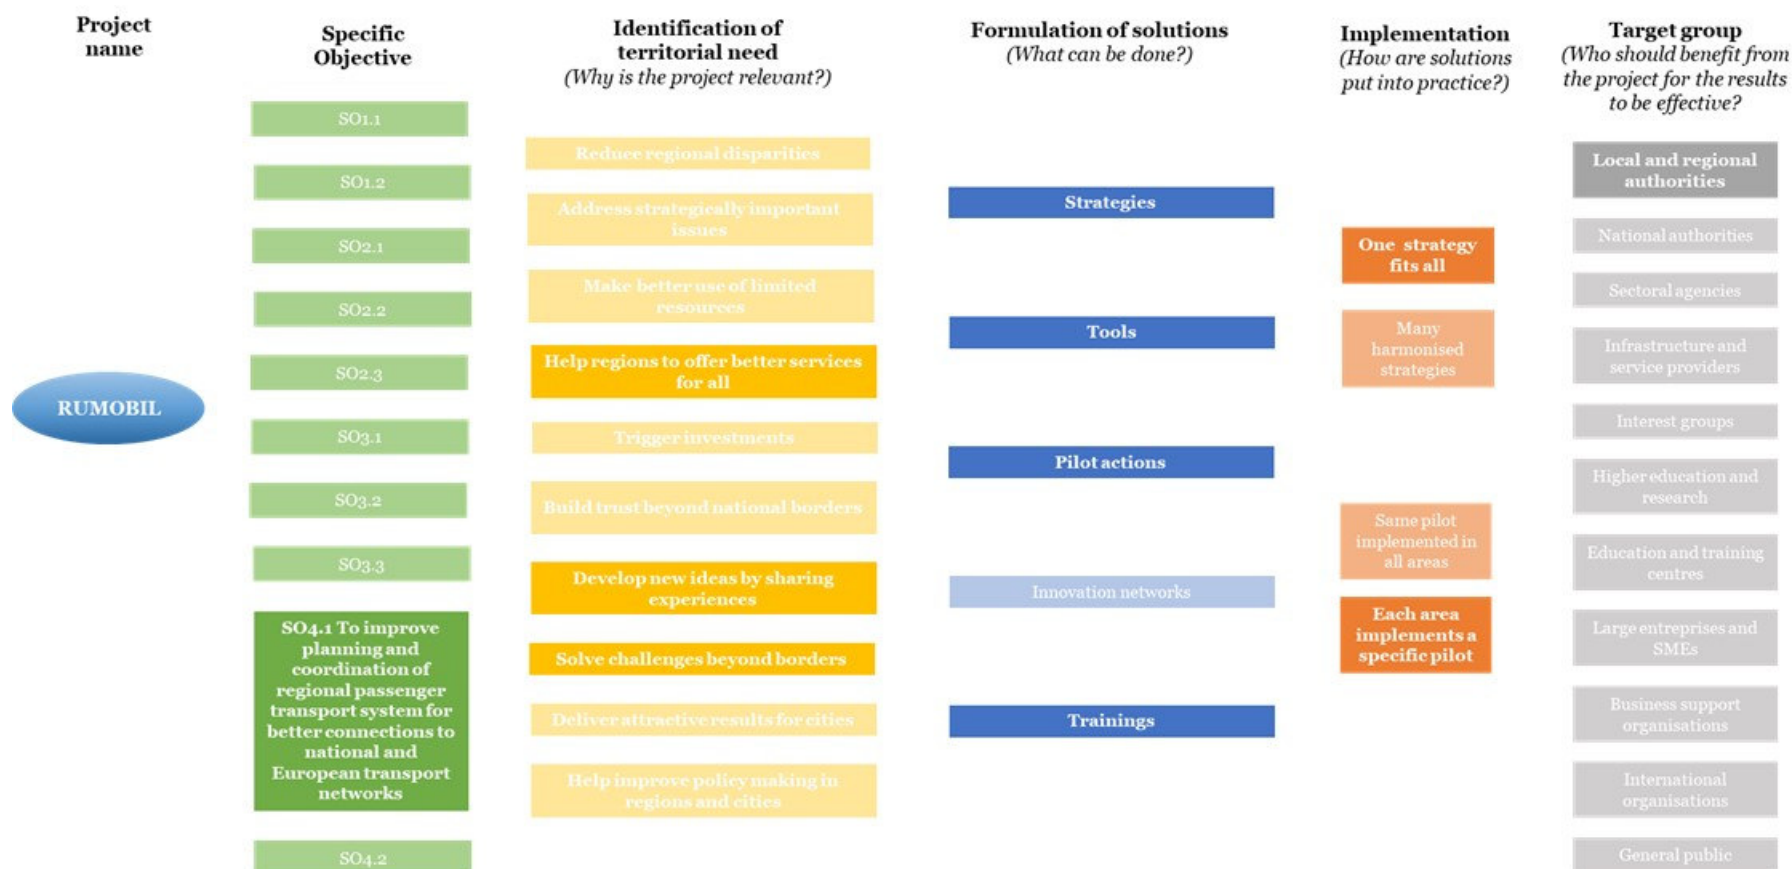 Project
name
Specific
Objective
Identification of
territorial need
(Why is the project relevant?)
Formulation of solutions
(What can be done?)
Implementation
(How are solutions
put into practice?)
Target group
(Who should benefit from
the project for the results
to be effective?
RUMOBIL
SO1.1
SO1.2
SO2.1
SO2.2
SO2.3
SO3.1
SO3.2
SO3.3
SO4.1 To improve
planning and
coordination of
regional passenger
transport system for
better connections to
national and
European transport
networks
SO4.2
Reduce regional disparities
Address strategically important
issues
Make better use of limited
resources
Help regions to offer better services
for all
Trigger investments
Build trust beyond national borders
Develop new ideas by sharing
experiences
Solve challenges beyond borders
Deliver attractive results for cities
Help improve policy making in
regions and cities
Strategies
Tools
Pilot actions
Innovation networks
Trainings
One strategy
fits all
Many
harmonised
strategies
Same pilot
implemented in
all areas
Each area
implements a
specific pilot
Local and regional
authorities
National authorities
Sectoral agencies
Infrastructure and
service providers
Interest groups
Higher education and
research
Education and training
centres
Large entreprises and
SMEs
Business support
organisations
International
organisations
General public